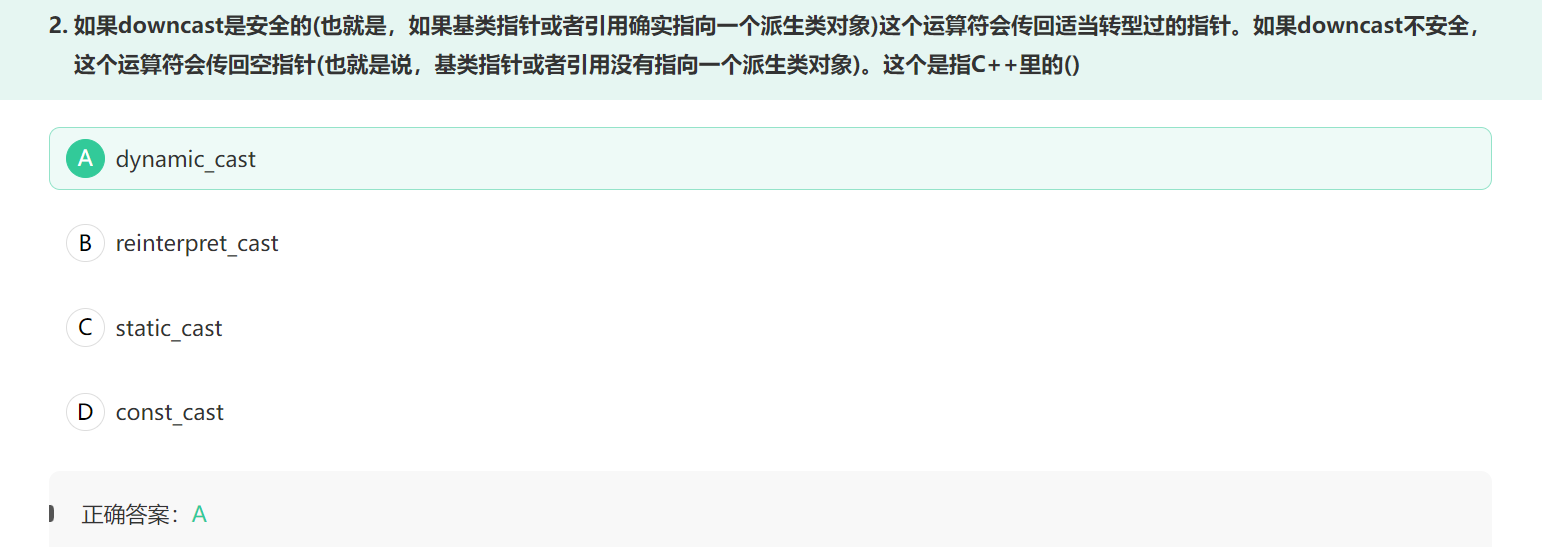 2. 如果downcast是安全的(也就是，如果基类指针或者引用确实指向一个派生类对象)这个运算符会传回适当转型过的指针。如果downcast不安全，
这个运算符会传回空指针(也就是说，基类指针或者引用没有指向一个派生类对象)。这个是指C++里的()
A dynamic_cast
B reinterpret_cast
C static_cast
D const_cast
正确答案：A